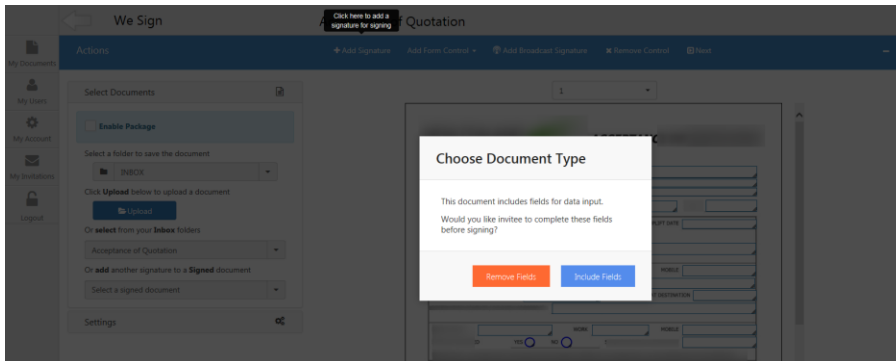 We Sign
Click here to add a
signature for signing
of Quotation
Actions
Add Signature
Add Form Control
Add Broadcast Signature
Remove Control
Next
My Documents
My Users
My Account
My Invitations
Logout
Select Documents
Enable Package
Select a folder to save the document
INBOX
Click Upload below to upload a document
Upload
Or select from your Inbox folders
Acceptance of Quotation
Or add another signature to a Signed document
Select a signed document
Settings
1
Choose Document Type
This document includes fields for data input.
Would you like invitee to complete these fields
before signing?
Remove Fields
Include Fields
MOBILE
WORK
MOBILE
YES
NO